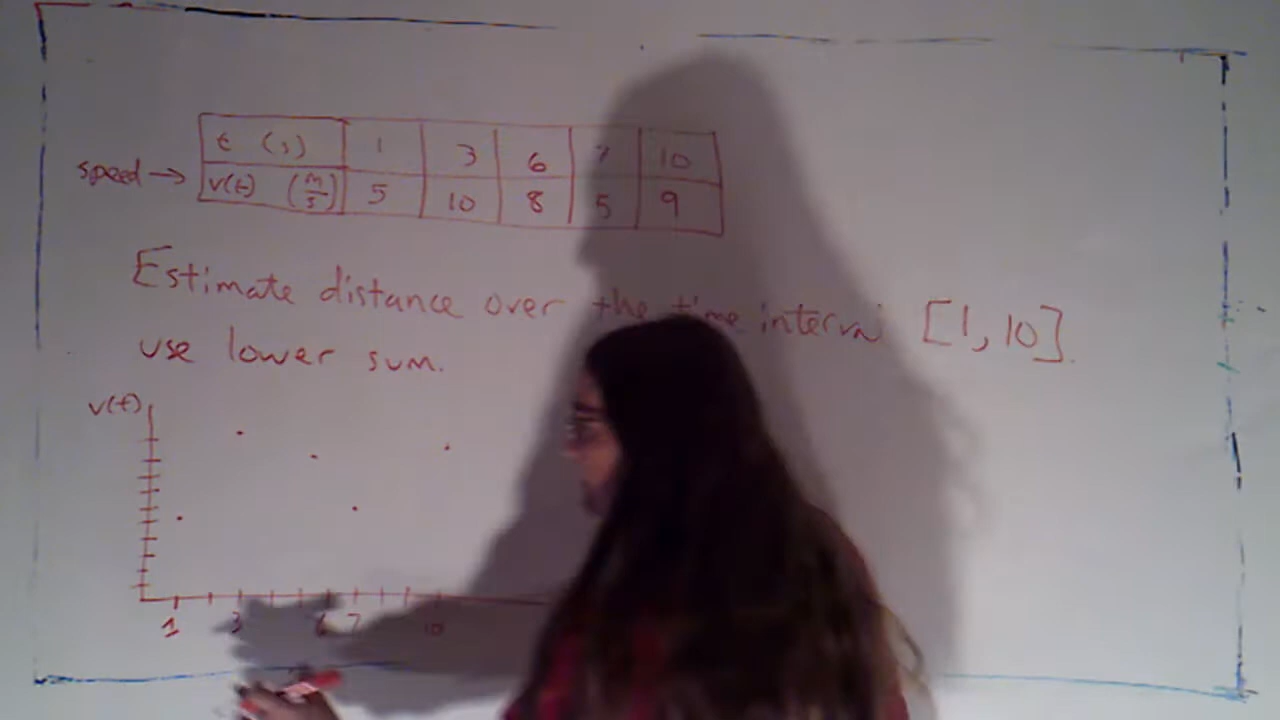 t (s) 1 3 6 7 10
speed → v(t) (m/s) 5 10 8 5 9
Estimate distance over the time interval [1, 10].
use lower sum.
v(t)
1 3 6 7 10